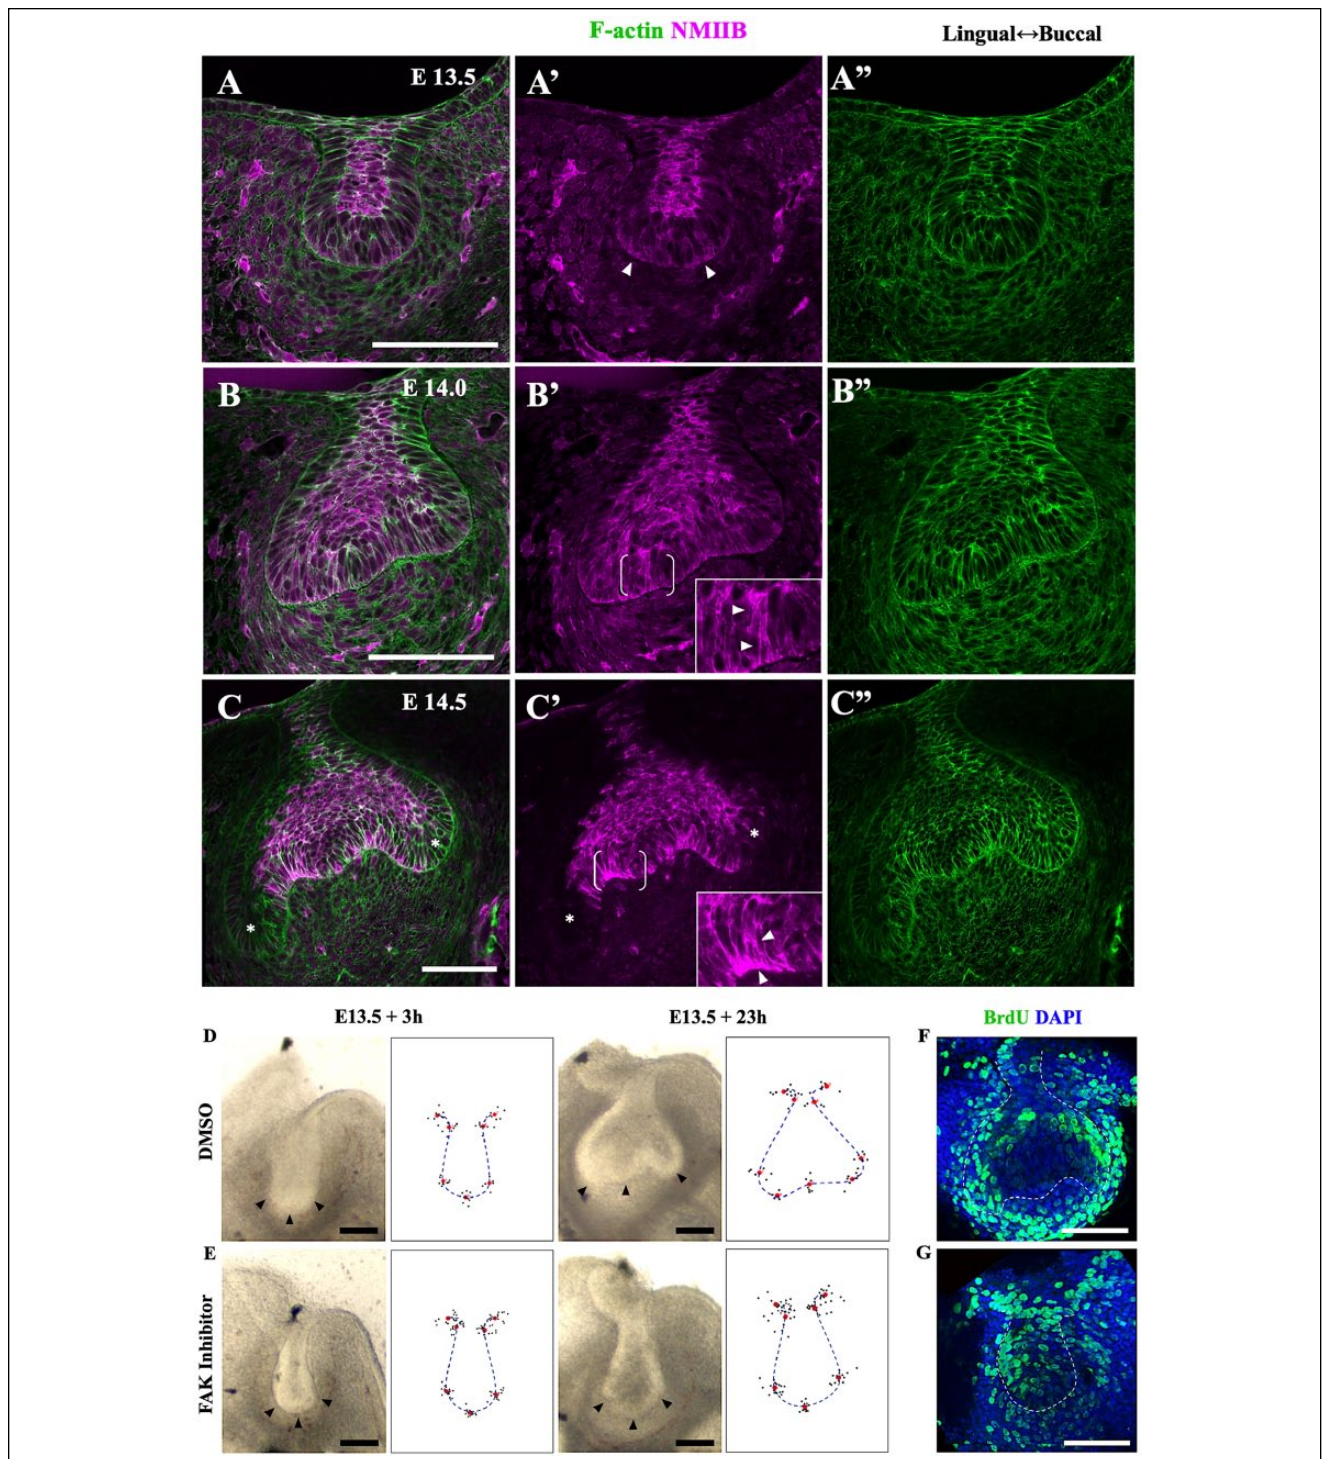 F-actin NMIIB
Lingual↔Buccal
A E 13.5
A’
A”
B E 14.0
B’
B”
C E 14.5
*
*
C’
*
*
C”
E13.5 + 3h
E13.5 + 23h
BrdU DAPI
D
F
DMSO
E
G
FAK Inhibitor